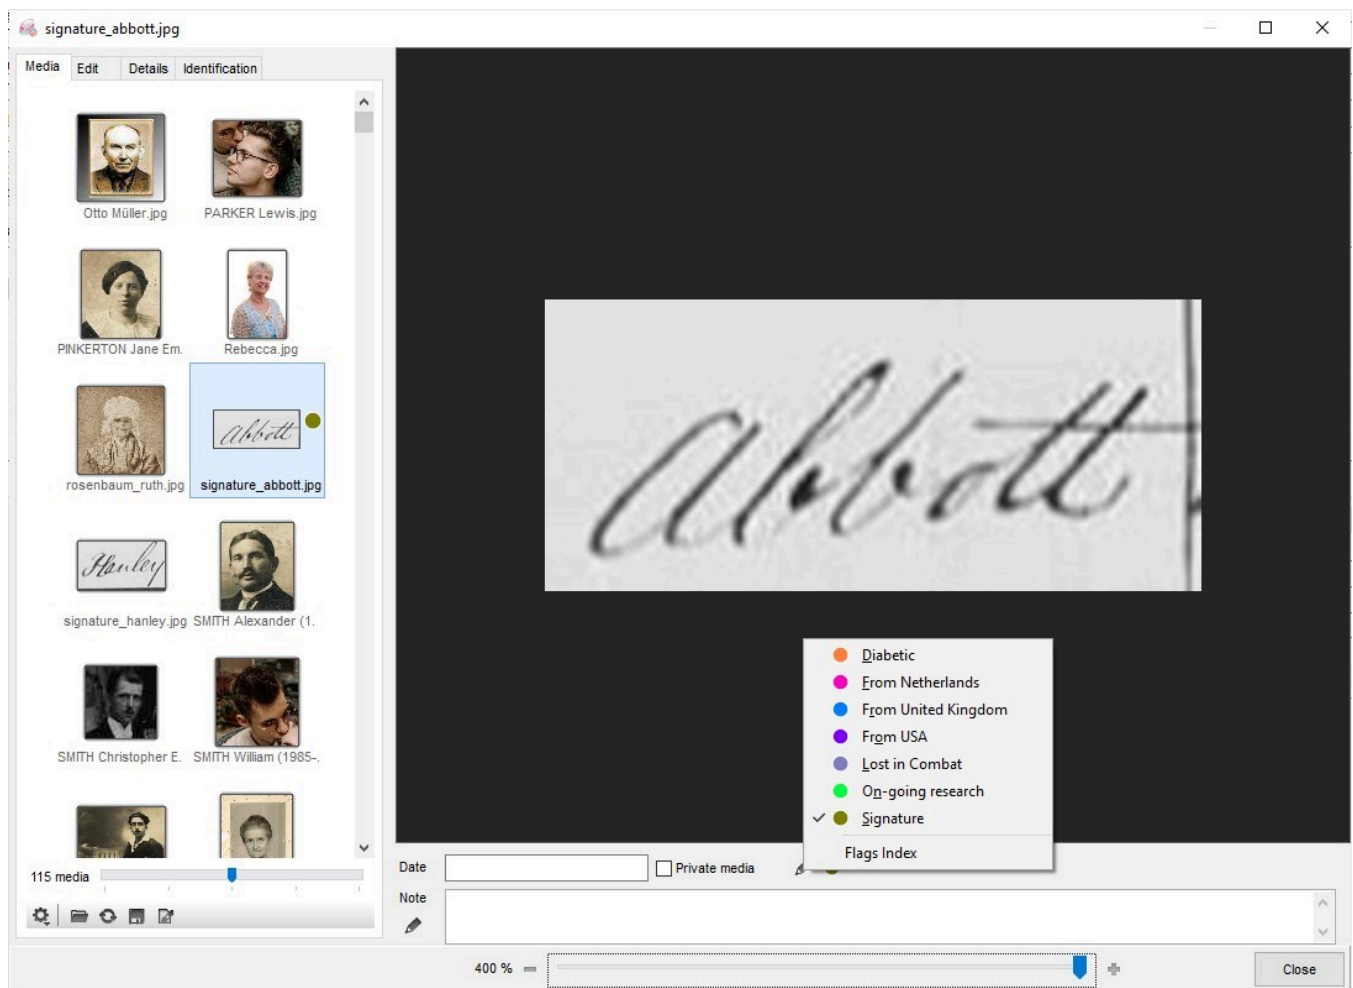 signature_abbott.jpg
Media Edit Details Identification
Otto Müller.jpg PARKER Lewis.jpg
PINKERTON Jane Em. Rebecca.jpg
Abbott
rosenbaum_ruth.jpg signature_abbott.jpg
Hanley
signature_hanley.jpg SMITH Alexander (1.
SMITH Christopher E. SMITH William (1985-.
115 media
Abbott
Diabetic
From Netherlands
From United Kingdom
From USA
Lost in Combat
On-going research
Signature
Flags Index
Date Private media
Note
400 %
Close